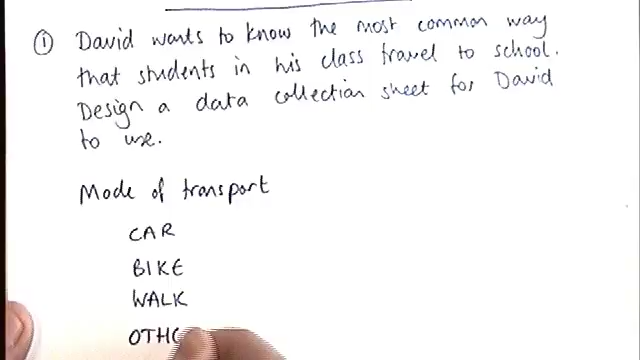 ① David wants to know the most common way
that students in his class travel to school.
Design a data collection sheet for David
to use.
Mode of transport
CAR
BIKE
WALK